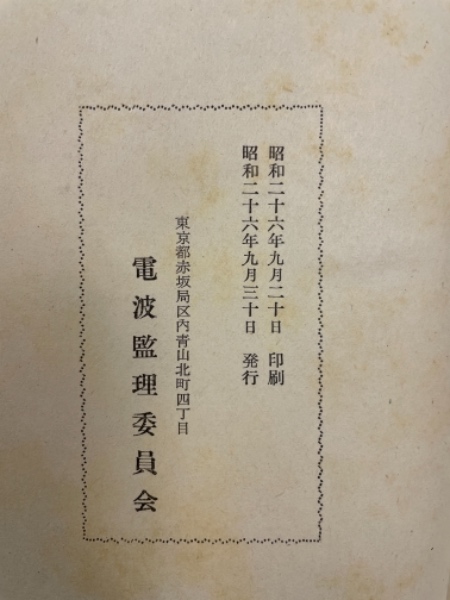 昭和二十六年九月二十日　印刷
昭和二十六年九月三十日　発行
東京都赤坂局区内青山北町四丁目
電波監理委員会